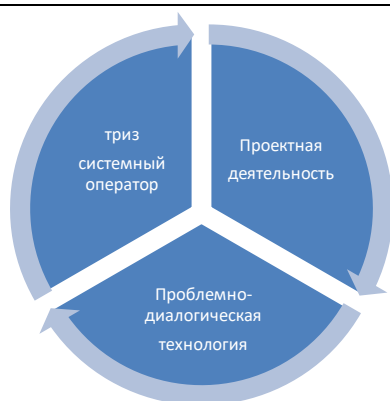 триз
системный
оператор
Проектная
деятельность
Проблемно-
диалогическая
технология